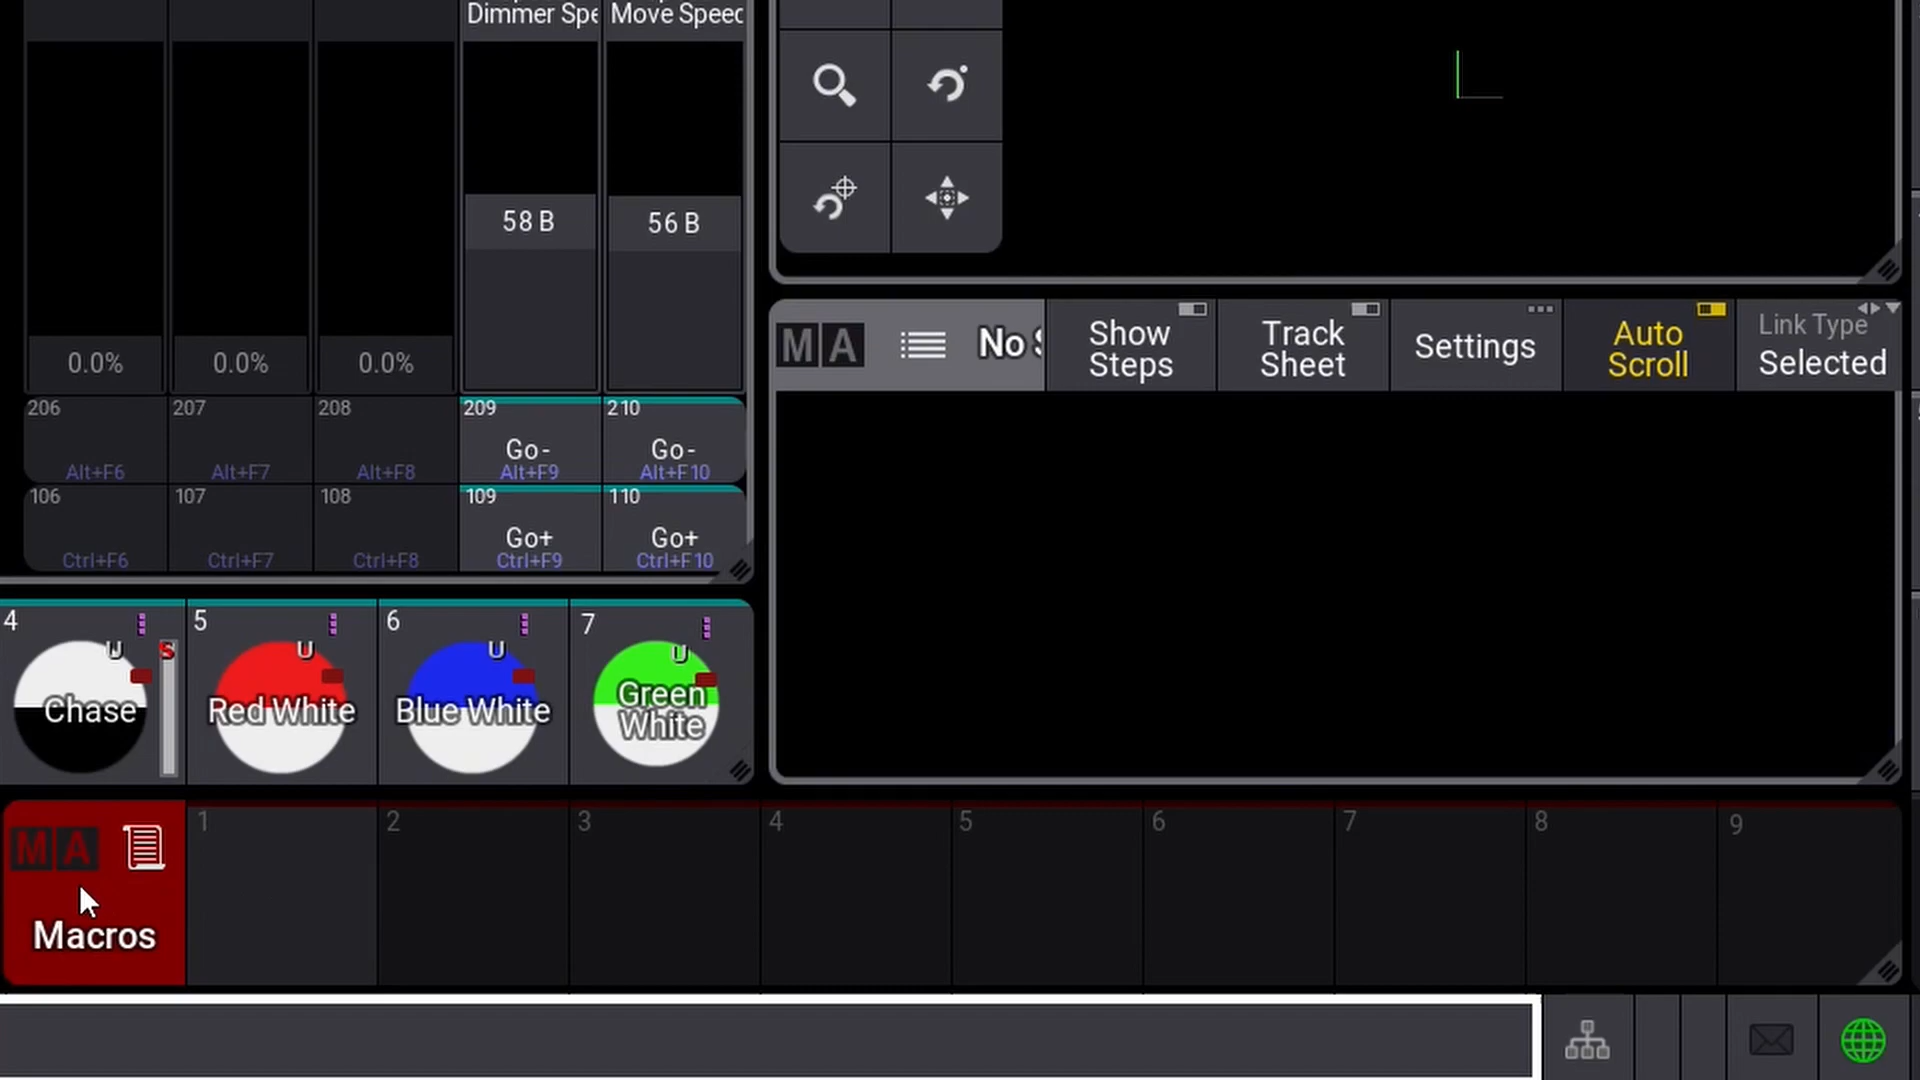 Dimmer Spe
Move Speed
58 B
56 B
0.0%
0.0%
0.0%
206
Alt+F6
207
Alt+F7
208
Alt+F8
209
Go-
Alt+F9
210
Go-
Alt+F10
106
Ctrl+F6
107
Ctrl+F7
108
Ctrl+F8
109
Go+
Ctrl+F9
110
Go+
Ctrl+F10
MA
No S
Show
Steps
Track
Sheet
Settings
Auto
Scroll
Link Type
Selected
4
U
S
Chase
5
U
Red White
6
U
Blue White
7
U
Green
White
MA
Macros
1
2
3
4
5
6
7
8
9